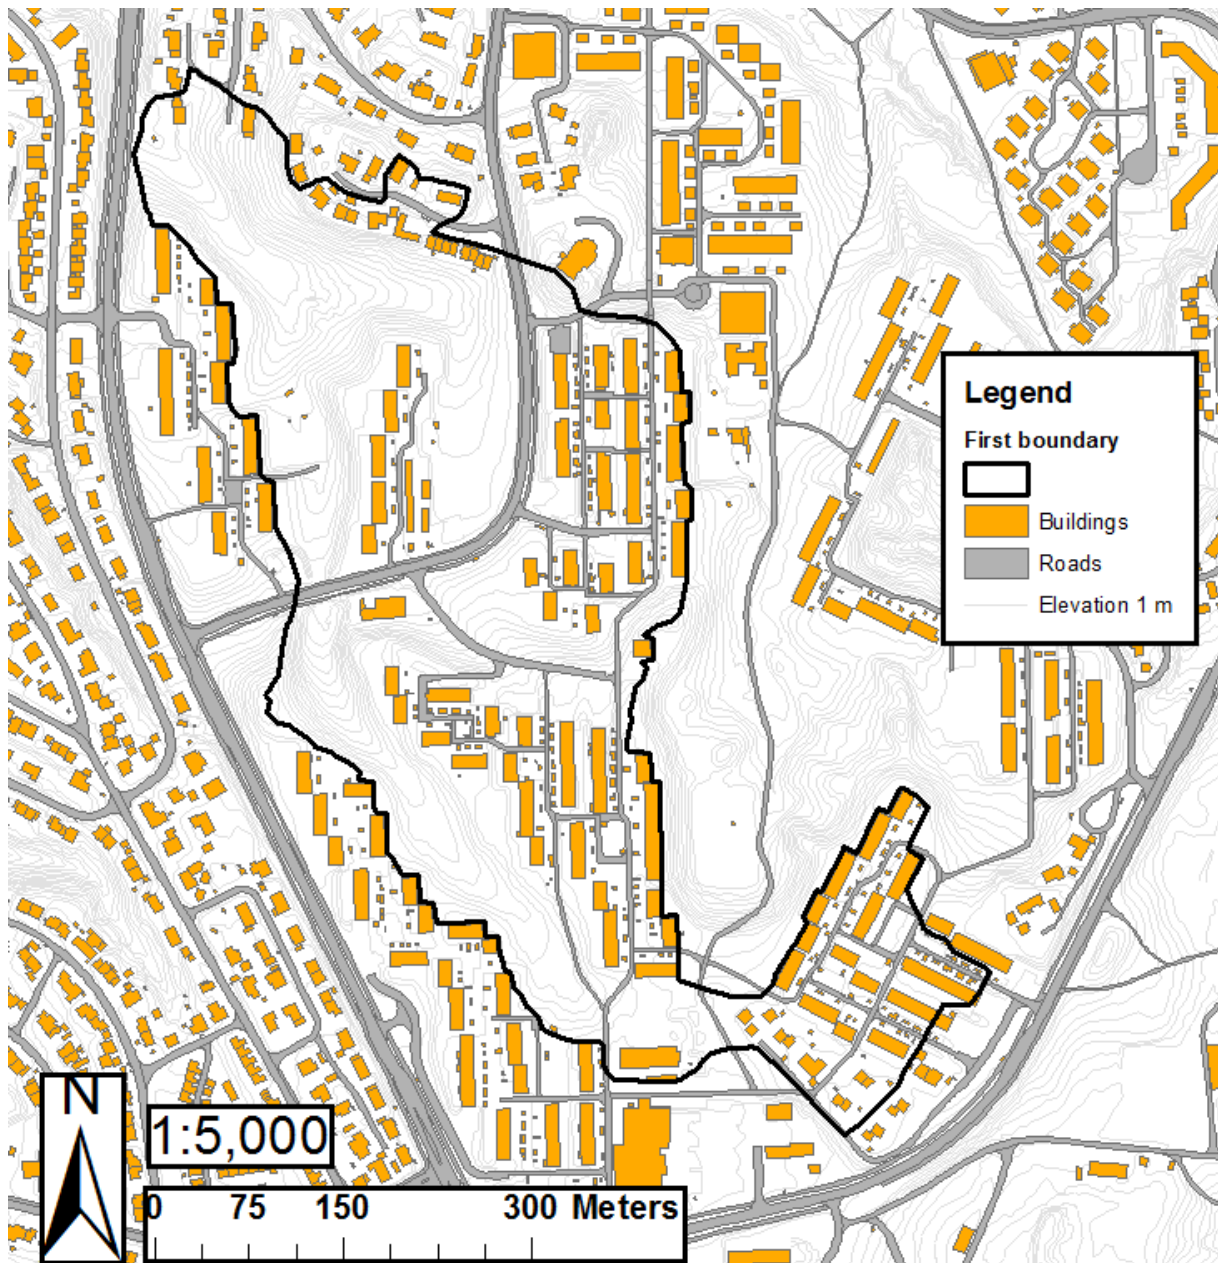 Legend
First boundary
Buildings
Roads
Elevation 1 m
N
1:5,000
0 75 150 300 Meters